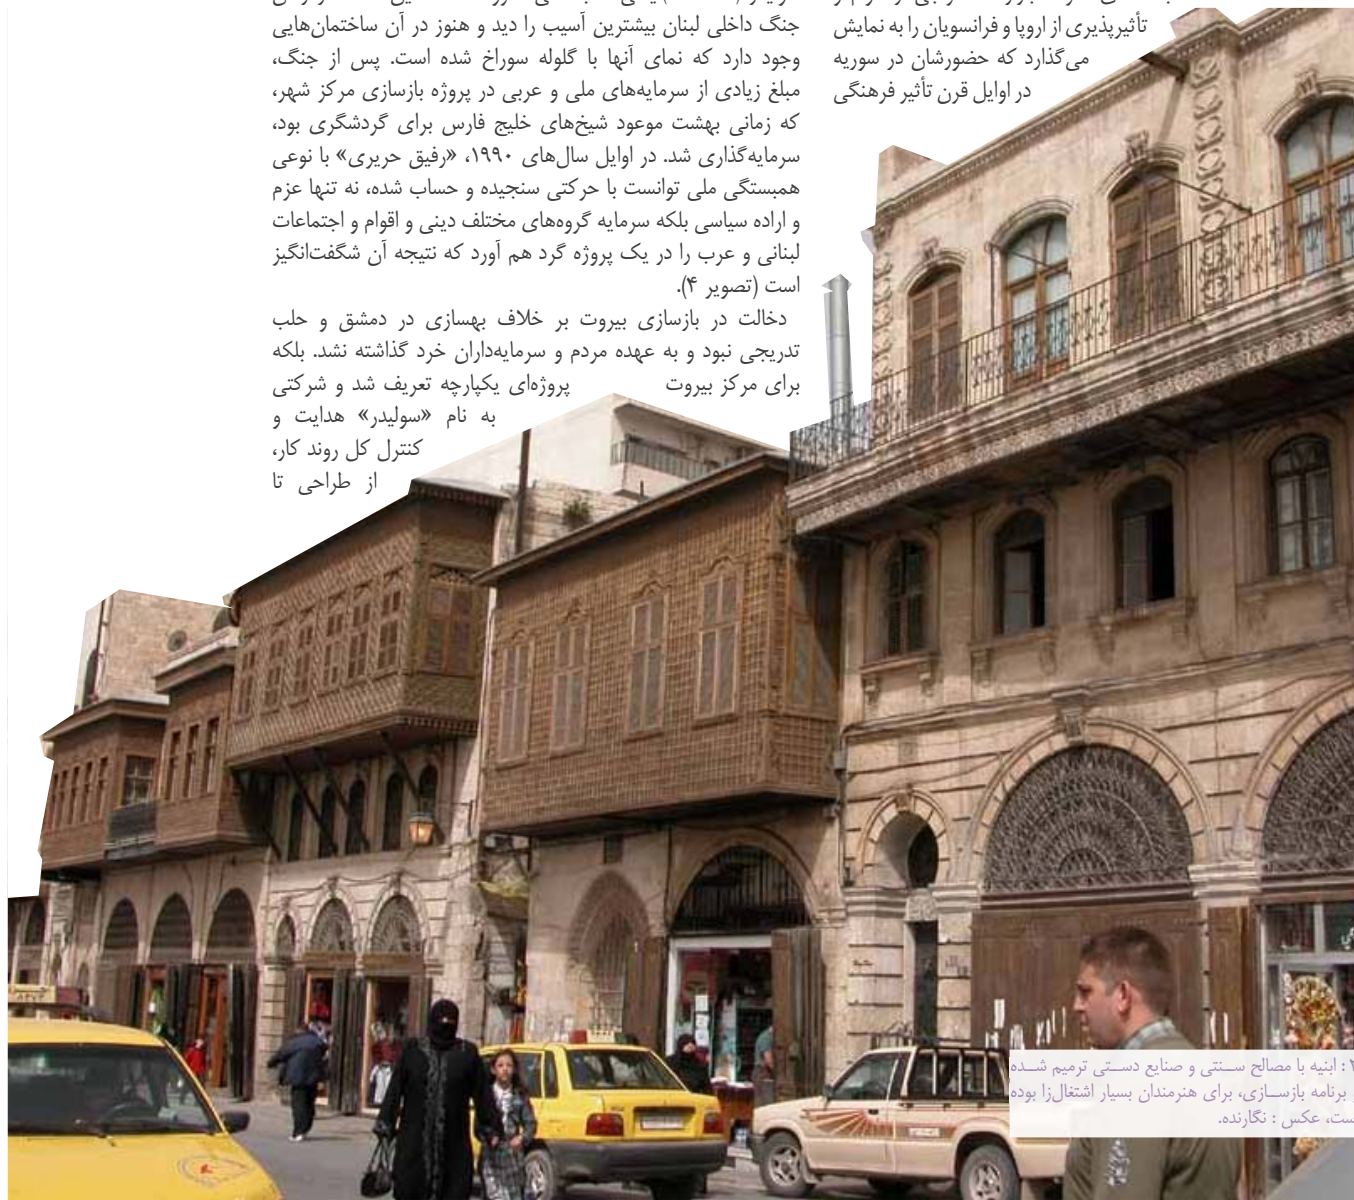 تأثیرپذیری از اروپا و فرانسویان را به نمایش
می‌گذارد که حضورشان در سوریه
در اوایل قرن تأثیر فرهنگی
جنگ داخلی لبنان بیشترین آسیب را دید و هنوز در آن ساختمان‌هایی
وجود دارد که نمای آنها با گلوله سوراخ شده است. پس از جنگ،
مبلغ زیادی از سرمایه‌های ملی و عربی در پروژه بازسازی مرکز شهر،
که زمانی بهشت موعود شیخ‌های خلیج فارس برای گردشگری بود،
سرمایه‌گذاری شد. در اوایل سال‌های ۱۹۹۰، «رفیق حریری» با نوعی
همبستگی ملی توانست با حرکتی سنجیده و حساب شده، نه تنها عزم
و اراده سیاسی بلکه سرمایه گروه‌های مختلف دینی و اقوام و اجتماعات
لبنانی و عرب را در یک پروژه گرد هم آورد که نتیجه آن شگفت‌انگیز
است (تصویر ۴).
دخالت در بازسازی بیروت بر خلاف بهسازی در دمشق و حلب
تدریجی نبود و به عهده مردم و سرمایه‌داران خرد گذاشته نشد. بلکه
برای مرکز بیروت پروژه‌ای یکپارچه تعریف شد و شرکتی
به نام «سولیدر» هدایت و
کنترل کل روند کار،
از طراحی تا
: ابنیه با مصالح سـنتی و صنایع دسـتی ترمیم شـده
برنامه بازسـازی، برای هنرمندان بسیار اشتغال‌زا بوده
ست، عکس : نگارنده.